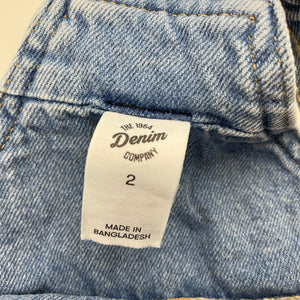 THE 1964
Denim
COMPANY
2
MADE IN
BANGLADESH